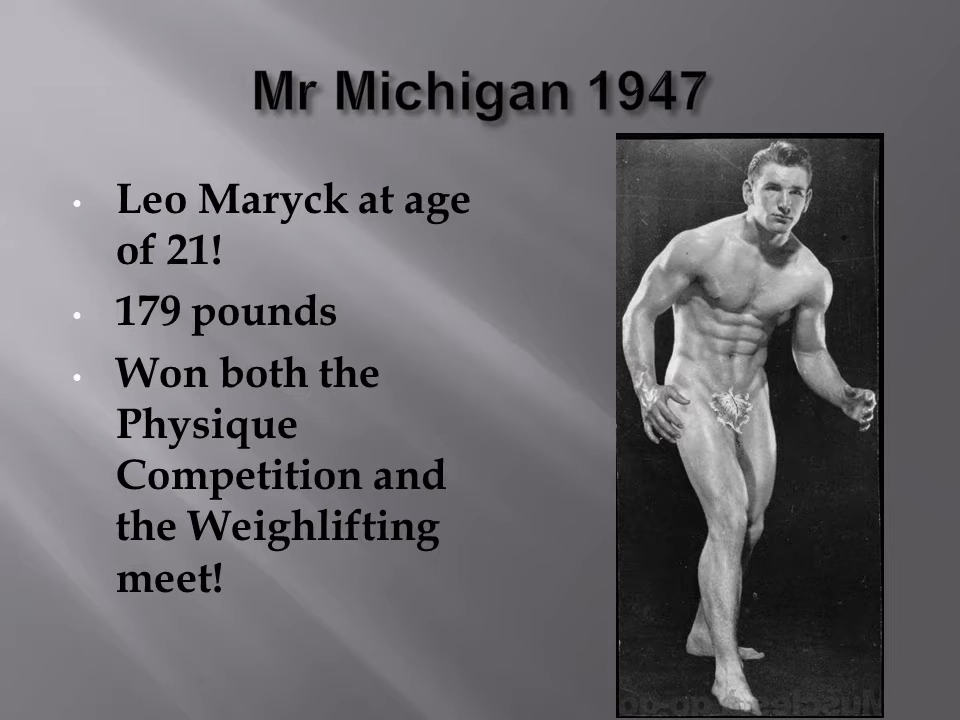 Mr Michigan 1947
• Leo Maryck at age
of 21!
• 179 pounds
• Won both the
Physique
Competition and
the Weighlifting
meet!